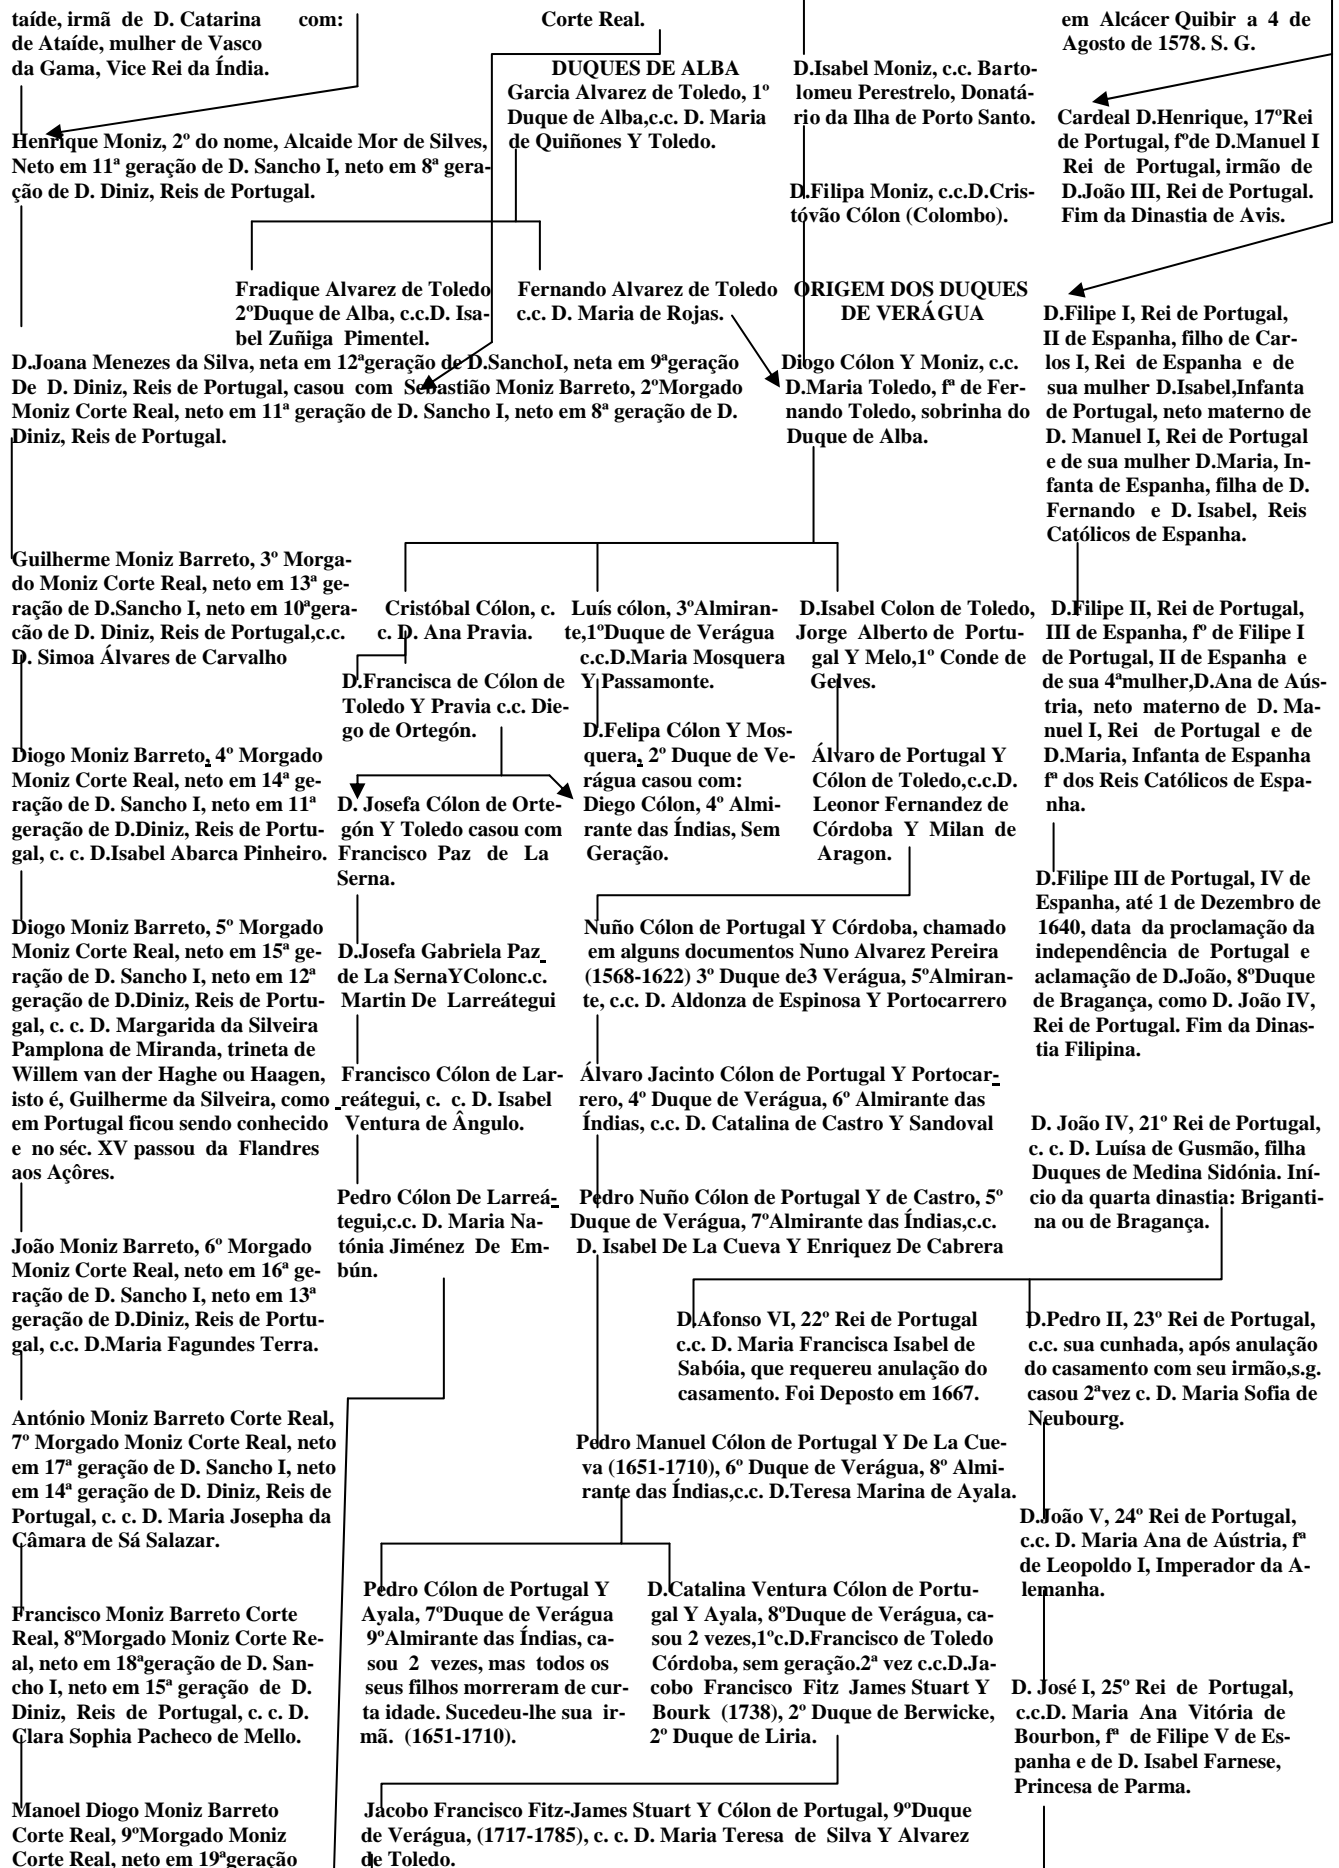 taíde, irmã de D. Catarina com:
de Ataíde, mulher de Vasco
da Gama, Vice Rei da Índia.
Henrique Moniz, 2º do nome, Alcaide Mor de Silves,
Neto em 11ª geração de D. Sancho I, neto em 8ª gera-
ção de D. Diniz, Reis de Portugal.
Corte Real.
DUQUES DE ALBA
Garcia Alvarez de Toledo, 1º
Duque de Alba,c.c. D. Maria
de Quiñones Y Toledo.
D.Isabel Moniz, c.c. Barto-
lomeu Perestrelo, Donatá-
rio da Ilha de Porto Santo.
D.Filipa Moniz, c.c.D.Cris-
tóvão Cólon (Colombo).
em Alcácer Quibir a 4 de
Agosto de 1578. S. G.
Cardeal D.Henrique, 17ºRei
de Portugal, fºde D.Manuel I
Rei de Portugal, irmão de
D.João III, Rei de Portugal.
Fim da Dinastia de Avis.
Fradique Alvarez de Toledo
2ºDuque de Alba, c.c.D. Isa-
bel Zuñiga Pimentel.
Fernando Alvarez de Toledo
c.c. D. Maria de Rojas.
ORIGEM DOS DUQUES
DE VERÁGUA
D.Joana Menezes da Silva, neta em 12ªgeração de D.SanchoI, neta em 9ªgeração
De D. Diniz, Reis de Portugal, casou com Sebastião Moniz Barreto, 2ºMorgado
Moniz Corte Real, neto em 11ª geração de D. Sancho I, neto em 8ª geração de D.
Diniz, Reis de Portugal.
Diogo Cólon Y Moniz, c.c.
D.Maria Toledo, fª de Fer-
nando Toledo, sobrinha do
Duque de Alba.
D.Filipe I, Rei de Portugal,
II de Espanha, filho de Car-
los I, Rei de Espanha e de
sua mulher D.Isabel,Infanta
de Portugal, neto materno de
D. Manuel I, Rei de Portugal
e de sua mulher D.Maria, In-
fanta de Espanha, filha de D.
Fernando e D. Isabel, Reis
Católicos de Espanha.
Guilherme Moniz Barreto, 3º Morga-
do Moniz Corte Real, neto em 13ª ge-
ração de D.Sancho I, neto em 10ªgera-
cão de D. Diniz, Reis de Portugal,c.c.
D. Simoa Álvares de Carvalho
Cristóbal Cólon, c.
c. D. Ana Pravia.
Luís cólon, 3ºAlmiran-
te,1ºDuque de Verágua
c.c.D.Maria Mosquera
Y Passamonte.
D.Isabel Colon de Toledo,
Jorge Alberto de Portu-
gal Y Melo,1º Conde de
Gelves.
D.Filipe II, Rei de Portugal,
III de Espanha, fº de Filipe I
de Portugal, II de Espanha e
de sua 4ªmulher,D.Ana de Aús-
tria, neto materno de D. Ma-
nuel I, Rei de Portugal e de
D.Maria, Infanta de Espanha
fª dos Reis Católicos de Espa-
nha.
D.Francisca de Cólon de
Toledo Y Pravia c.c. Die-
go de Ortegón.
D.Felipa Cólon Y Mos-
quera, 2º Duque de Ve-
rágua casou com:
Diego Cólon, 4º Almi-
rante das Índias, Sem
Geração.
Álvaro de Portugal Y
Cólon de Toledo,c.c.D.
Leonor Fernandez de
Córdoba Y Milan de
Aragon.
Diogo Moniz Barreto, 4º Morgado
Moniz Corte Real, neto em 14ª ge-
ração de D. Sancho I, neto em 11ª
geração de D.Diniz, Reis de Portu-
gal, c. c. D.Isabel Abarca Pinheiro.
D. Josefa Cólon de Orte-
gón Y Toledo casou com
Francisco Paz de La
Serna.
D.Filipe III de Portugal, IV de
Espanha, até 1 de Dezembro de
1640, data da proclamação da
independência de Portugal e
aclamação de D.João, 8ºDuque
de Bragança, como D. João IV,
Rei de Portugal. Fim da Dinas-
tia Filipina.
Diogo Moniz Barreto, 5º Morgado
Moniz Corte Real, neto em 15ª ge-
ração de D. Sancho I, neto em 12ª
geração de D.Diniz, Reis de Portu-
gal, c. c. D. Margarida da Silveira
Pamplona de Miranda, trineta de
Willem van der Haghe ou Haagen,
isto é, Guilherme da Silveira, como
em Portugal ficou sendo conhecido
e no séc. XV passou da Flandres
aos Açôres.
D.Josefa Gabriela Paz
de La SernaYColonc.c.
Martin De Larreátegui
Nuño Cólon de Portugal Y Córdoba, chamado
em alguns documentos Nuno Alvarez Pereira
(1568-1622) 3º Duque de3 Verágua, 5ºAlmiran-
te, c.c. D. Aldonza de Espinosa Y Portocarrero
Francisco Cólon de Lar-
reátegui, c. c. D. Isabel
Ventura de Ângulo.
Álvaro Jacinto Cólon de Portugal Y Portocar-
rero, 4º Duque de Verágua, 6º Almirante das
Índias, c.c. D. Catalina de Castro Y Sandoval
D. João IV, 21º Rei de Portugal,
c. c. D. Luísa de Gusmão, filha
Duques de Medina Sidónia. Iní-
cio da quarta dinastia: Briganti-
na ou de Bragança.
Pedro Cólon De Larreá-
tegui,c.c. D. Maria Na-
tónia Jiménez De Em-
bún.
Pedro Nuño Cólon de Portugal Y de Castro, 5º
Duque de Verágua, 7ºAlmirante das Índias,c.c.
D. Isabel De La Cueva Y Enriquez De Cabrera
João Moniz Barreto, 6º Morgado
Moniz Corte Real, neto em 16ª ge-
ração de D. Sancho I, neto em 13ª
geração de D.Diniz, Reis de Portu-
gal, c.c. D.Maria Fagundes Terra.
D.Afonso VI, 22º Rei de Portugal
c.c. D. Maria Francisca Isabel de
Sabóia, que requereu anulação do
casamento. Foi Deposto em 1667.
D.Pedro II, 23º Rei de Portugal,
c.c. sua cunhada, após anulação
do casamento com seu irmão,s.g.
casou 2ªvez c. D. Maria Sofia de
Neubourg.
António Moniz Barreto Corte Real,
7º Morgado Moniz Corte Real, neto
em 17ª geração de D. Sancho I, neto
em 14ª geração de D. Diniz, Reis de
Portugal, c. c. D. Maria Josepha da
Câmara de Sá Salazar.
Pedro Manuel Cólon de Portugal Y De La Cue-
va (1651-1710), 6º Duque de Verágua, 8º Almi-
rante das Índias,c.c. D.Teresa Marina de Ayala.
D.João V, 24º Rei de Portugal,
c.c. D. Maria Ana de Aústria, fª
de Leopoldo I, Imperador da A-
lemanha.
Francisco Moniz Barreto Corte
Real, 8ºMorgado Moniz Corte Re-
al, neto em 18ªgeração de D. San-
cho I, neto em 15ª geração de D.
Diniz, Reis de Portugal, c. c. D.
Clara Sophia Pacheco de Mello.
Pedro Cólon de Portugal Y
Ayala, 7ºDuque de Verágua
9ºAlmirante das Índias, ca-
sou 2 vezes, mas todos os
seus filhos morreram de cur-
ta idade. Sucedeu-lhe sua ir-
mã. (1651-1710).
D.Catalina Ventura Cólon de Portu-
gal Y Ayala, 8ºDuque de Verágua, ca-
sou 2 vezes,1ºc.D.Francisco de Toledo
Córdoba, sem geração.2ª vez c.c.D.Ja-
cobo Francisco Fitz James Stuart Y
Bourk (1738), 2º Duque de Berwicke,
2º Duque de Liria.
D. José I, 25º Rei de Portugal,
c.c.D. Maria Ana Vitória de
Bourbon, fª de Filipe V de Es-
panha e de D. Isabel Farnese,
Princesa de Parma.
Manoel Diogo Moniz Barreto
Corte Real, 9ºMorgado Moniz
Corte Real, neto em 19ªgeração
Jacobo Francisco Fitz-James Stuart Y Cólon de Portugal, 9ºDuque
de Verágua, (1717-1785), c. c. D. Maria Teresa de Silva Y Alvarez
de Toledo.